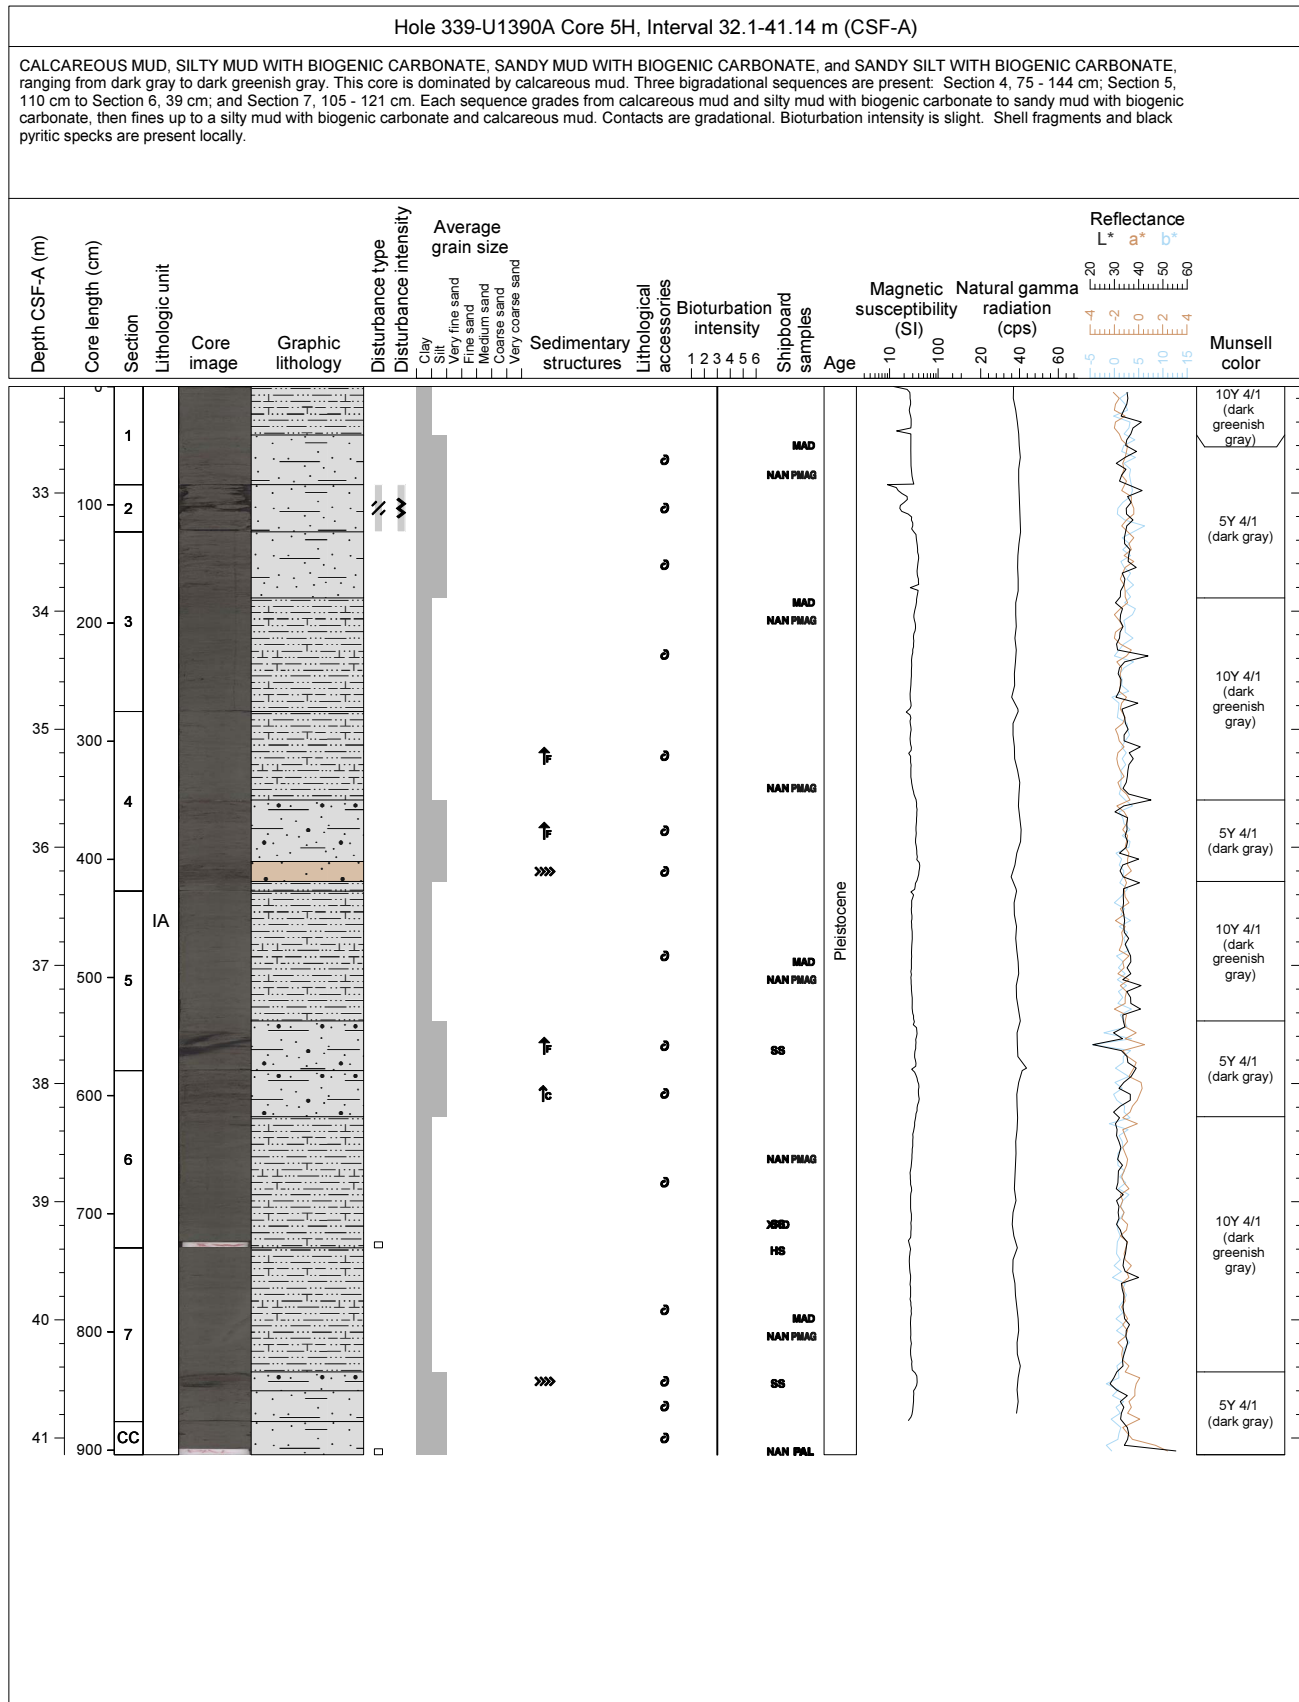 Hole 339-U1390A Core 5H, Interval 32.1-41.14 m (CSF-A)
CALCAREOUS MUD, SILTY MUD WITH BIOGENIC CARBONATE, SANDY MUD WITH BIOGENIC CARBONATE, and SANDY SILT WITH BIOGENIC CARBONATE,
ranging from dark gray to dark greenish gray. This core is dominated by calcareous mud. Three bigradational sequences are present: Section 4, 75 - 144 cm; Section 5,
110 cm to Section 6, 39 cm; and Section 7, 105 - 121 cm. Each sequence grades from calcareous mud and silty mud with biogenic carbonate to sandy mud with biogenic
carbonate, then fines up to a silty mud with biogenic carbonate and calcareous mud. Contacts are gradational. Bioturbation intensity is slight. Shell fragments and black
pyritic specks are present locally.
Depth CSF-A (m)
Core length (cm)
Section
Lithologic unit
Core
image
Graphic
lithology
Disturbance type
Disturbance intensity
Average
grain size
Clay
Silt
Very fine sand
Fine sand
Medium sand
Coarse sand
Very coarse sand
Sedimentary
structures
Lithological
accessories
Bioturbation
intensity
1 2 3 4 5 6
Shipboard
samples
Age
Magnetic
susceptibility
(SI)
10 100
Natural gamma
radiation
(cps)
20 40 60
Reflectance
L* a* b*
20 30 40 50 60
-4 -2 0 2 4
-5 0 5 10 15
Munsell
color
33
34
35
36
37
38
39
40
41
0
100
200
300
400
500
600
700
800
900
1
2
3
4
5
6
7
CC
IA
F
F
F
C
MAD
NAN PMAG
MAD
NAN PMAG
NAN PMAG
MAD
NAN PMAG
SS
NAN PMAG
HS
MAD
NAN PMAG
SS
NAN PAL
Pleistocene
10Y 4/1
(dark
greenish
gray)
5Y 4/1
(dark gray)
10Y 4/1
(dark
greenish
gray)
5Y 4/1
(dark gray)
10Y 4/1
(dark
greenish
gray)
5Y 4/1
(dark gray)
10Y 4/1
(dark
greenish
gray)
5Y 4/1
(dark gray)